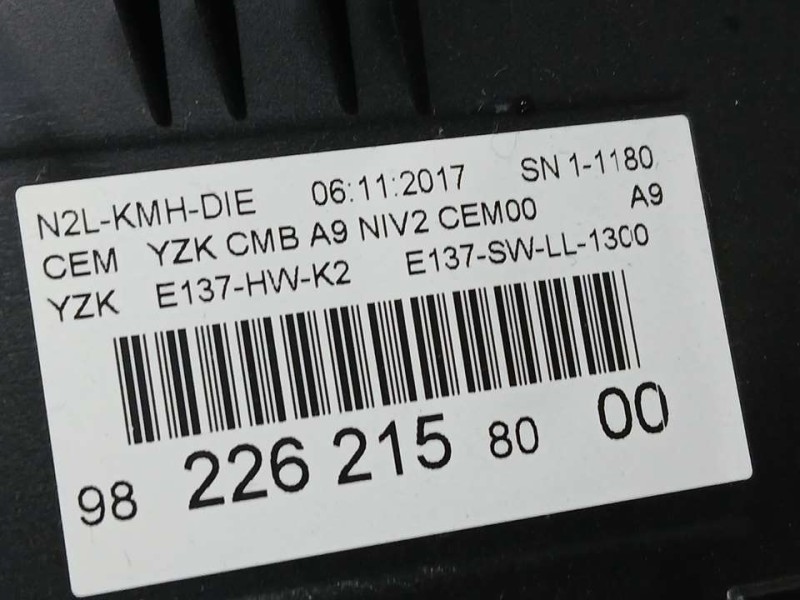 N2L-KMH-DIE 06:11:2017 SN 1-1180
CEM YZK CMB A9 NIV2 CEM00 A9
YZK E137-HW-K2 E137-SW-LL-1300
98 226 215 80 00